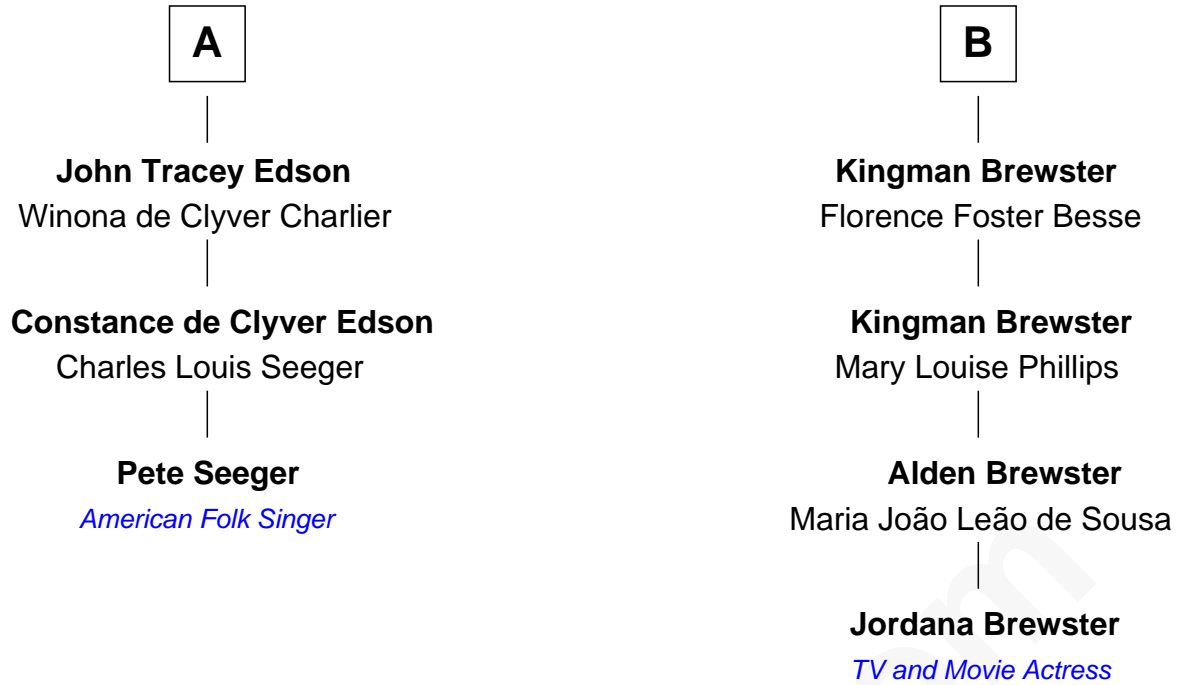 A
John Tracey Edson
Winona de Clyver Charlier
Constance de Clyver Edson
Charles Louis Seeger
Pete Seeger
American Folk Singer
B
Kingman Brewster
Florence Foster Besse
Kingman Brewster
Mary Louise Phillips
Alden Brewster
Maria João Leão de Sousa
Jordana Brewster
TV and Movie Actress